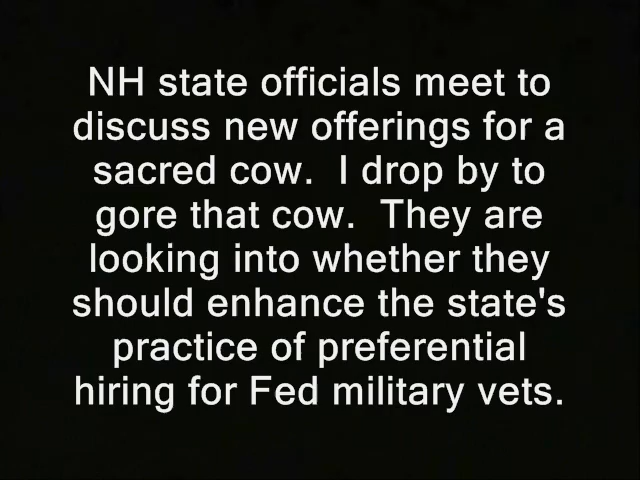 NH state officials meet to
discuss new offerings for a
sacred cow.  I drop by to
gore that cow.  They are
looking into whether they
should enhance the state's
practice of preferential
hiring for Fed military vets.